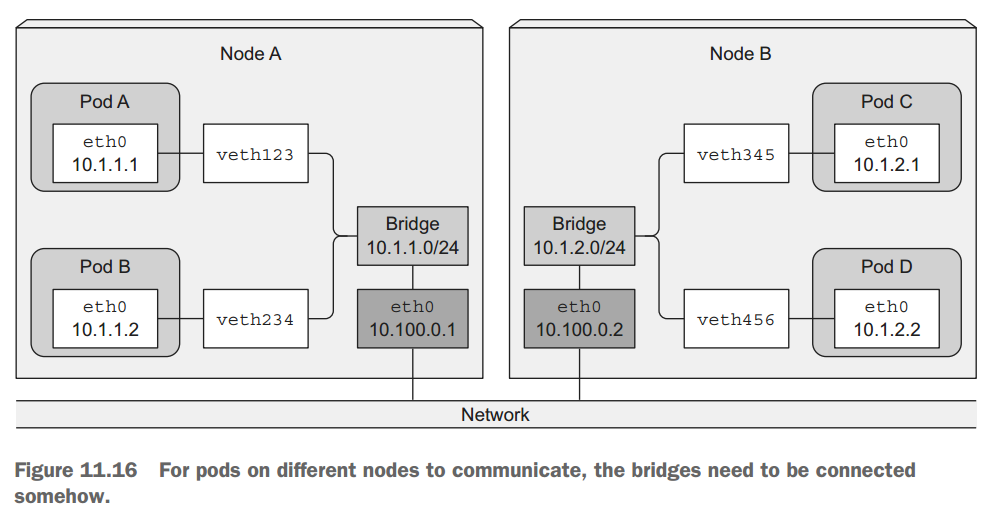 Node A
Pod A
eth0
10.1.1.1
veth123
Bridge
10.1.1.0/24
Pod B
eth0
10.1.1.2
veth234
eth0
10.100.0.1
Node B
Pod C
eth0
10.1.2.1
veth345
Bridge
10.1.2.0/24
Pod D
eth0
10.1.2.2
veth456
eth0
10.100.0.2
Network
Figure 11.16 For pods on different nodes to communicate, the bridges need to be connected
somehow.